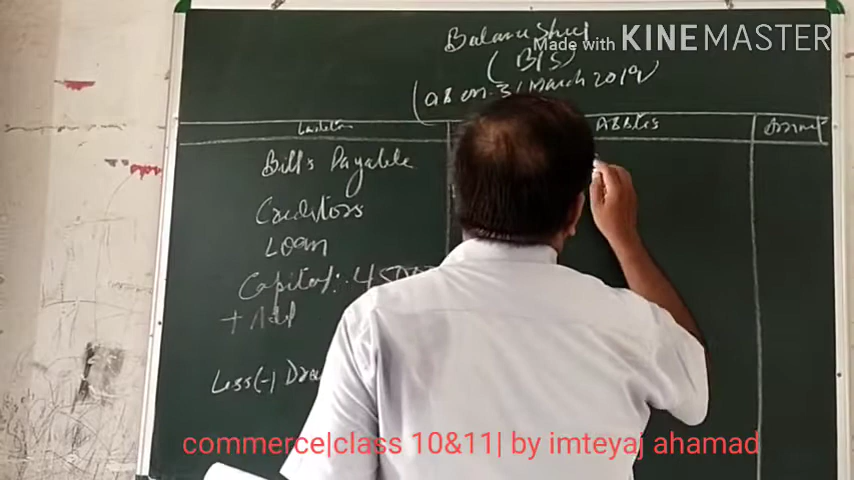 Balance Sheet
Made with KINEMASTER
(B/S)
(as on 31 March 2019)
Assets
Amount
Bill's Payable
Creditors
Loan
Capital:
+ Add
Less(-)
commerce|class 10&11| by imteyaj ahamad